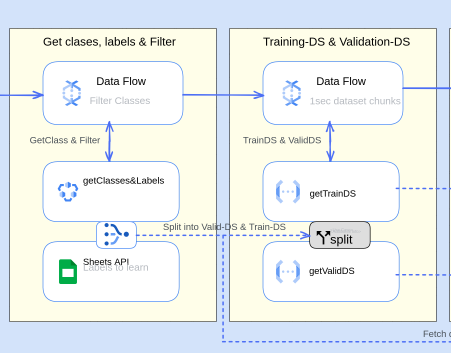 Get clases, labels & Filter
Data Flow
Filter Classes
GetClass & Filter
getClasses&Labels
Sheets API
Labels to learn
Split into Valid-DS & Train-DS
Training-DS & Validation-DS
Data Flow
1sec dataset chunks
TrainDS & ValidDS
getTrainDS
split
getValidDS
Fetch